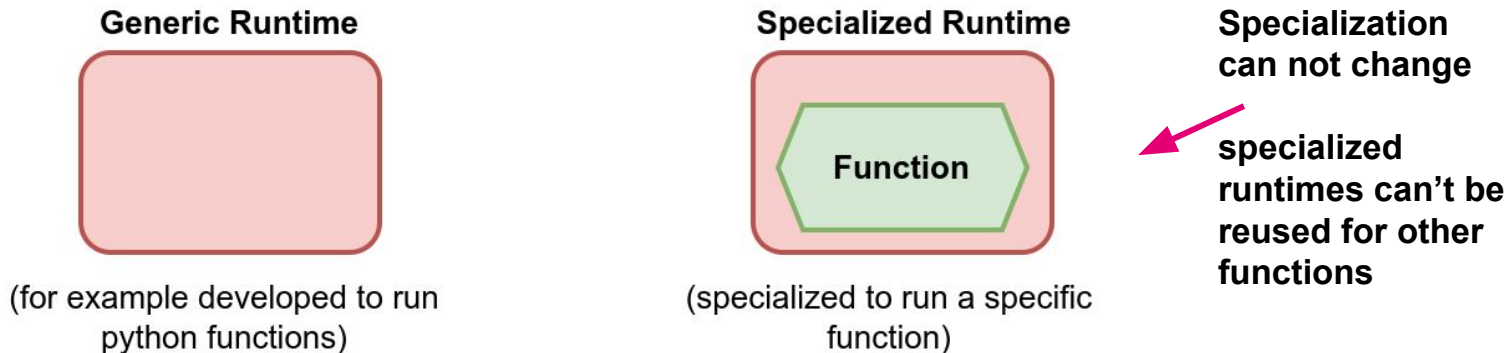 Generic Runtime
(for example developed to run
python functions)
Specialized Runtime
Function
(specialized to run a specific
function)
Specialization
can not change
specialized
runtimes can’t be
reused for other
functions